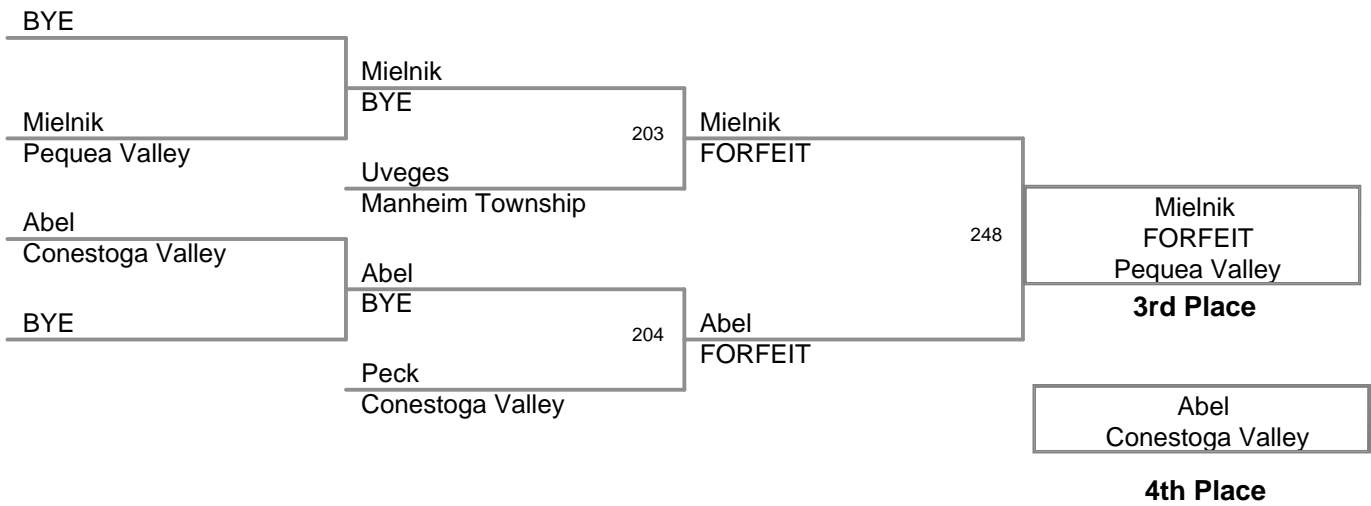 BYE
Mielnik
Pequea Valley
Abel
Conestoga Valley
BYE
Mielnik
BYE
203
Uveges
Manheim Township
Abel
BYE
204
Peck
Conestoga Valley
Mielnik
FORFEIT
248
Abel
FORFEIT
Mielnik
FORFEIT
Pequea Valley
3rd Place
Abel
Conestoga Valley
4th Place